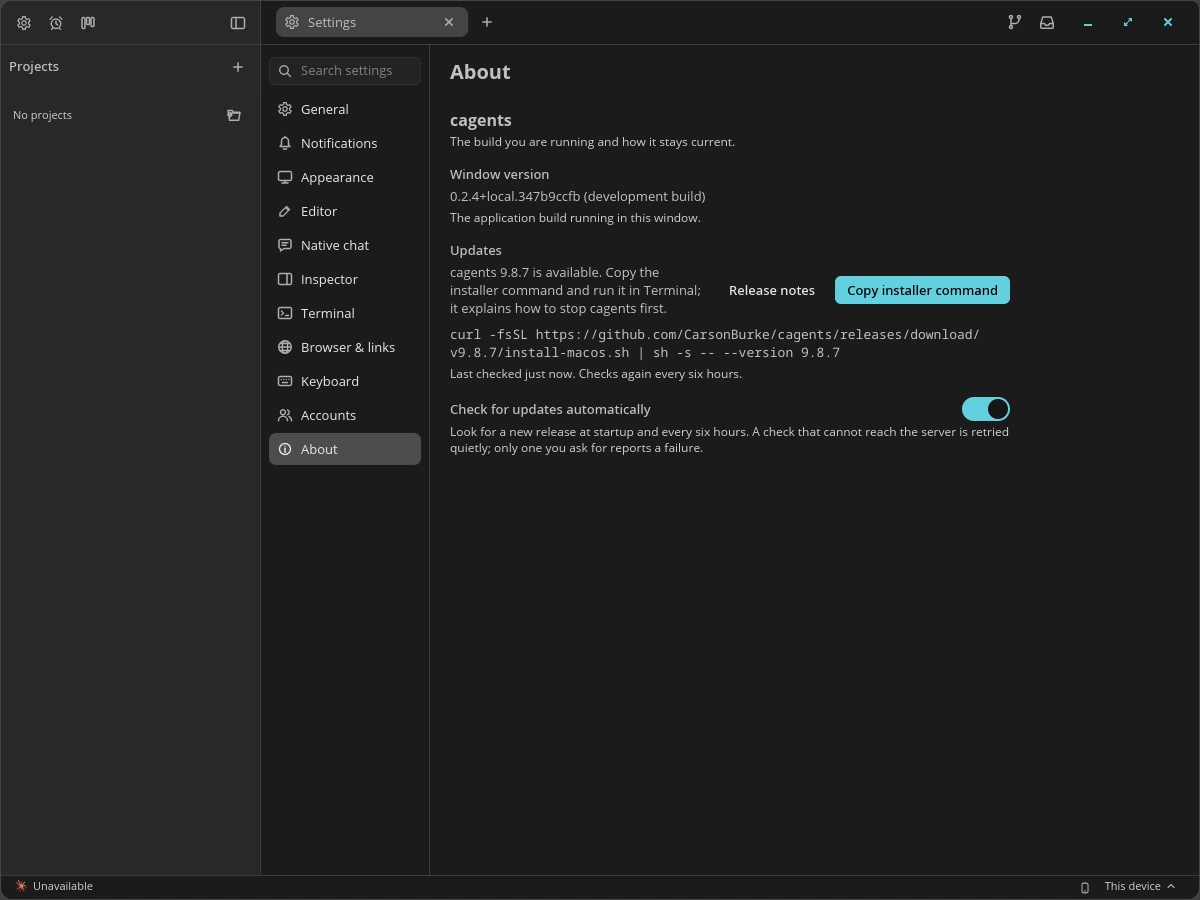 Settings
Projects
No projects
Search settings
General
Notifications
Appearance
Editor
Native chat
Inspector
Terminal
Browser & links
Keyboard
Accounts
About
About
cagents
The build you are running and how it stays current.
Window version
0.2.4+local.347b9ccfb (development build)
The application build running in this window.
Updates
cagents 9.8.7 is available. Copy the
installer command and run it in Terminal;
it explains how to stop cagents first.
Release notes
Copy installer command
curl -fsSL https://github.com/CarsonBurke/cagents/releases/download/
v9.8.7/install-macos.sh | sh -s -- --version 9.8.7
Last checked just now. Checks again every six hours.
Check for updates automatically
Look for a new release at startup and every six hours. A check that cannot reach the server is retried
quietly; only one you ask for reports a failure.
Unavailable
This device